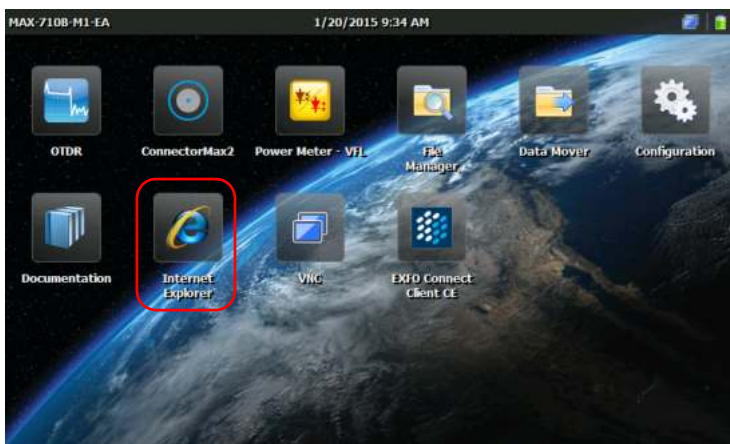 MAX-710B-M1-EA
1/20/2015 9:34 AM
OTDR
ConnectorMax2
Power Meter - VFL
File
Manager
Data Mover
Configuration
Documentation
Internet
Explorer
VNC
EXFO Connect
Client CE